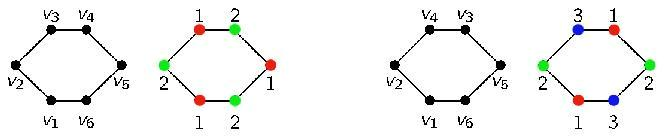 v₃ v₄ 1 2 v₄ v₃ 3 1
v₂ v₅ 2 1 v₂ v₅ 2 2
v₁ v₆ 1 2 v₁ v₆ 1 3